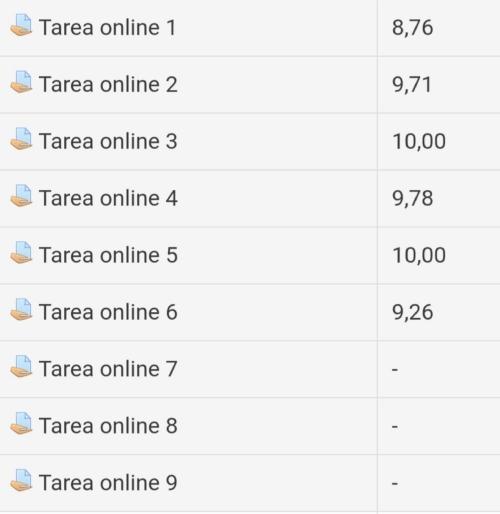 Tarea online 1 8,76
Tarea online 2 9,71
Tarea online 3 10,00
Tarea online 4 9,78
Tarea online 5 10,00
Tarea online 6 9,26
Tarea online 7 -
Tarea online 8 -
Tarea online 9 -